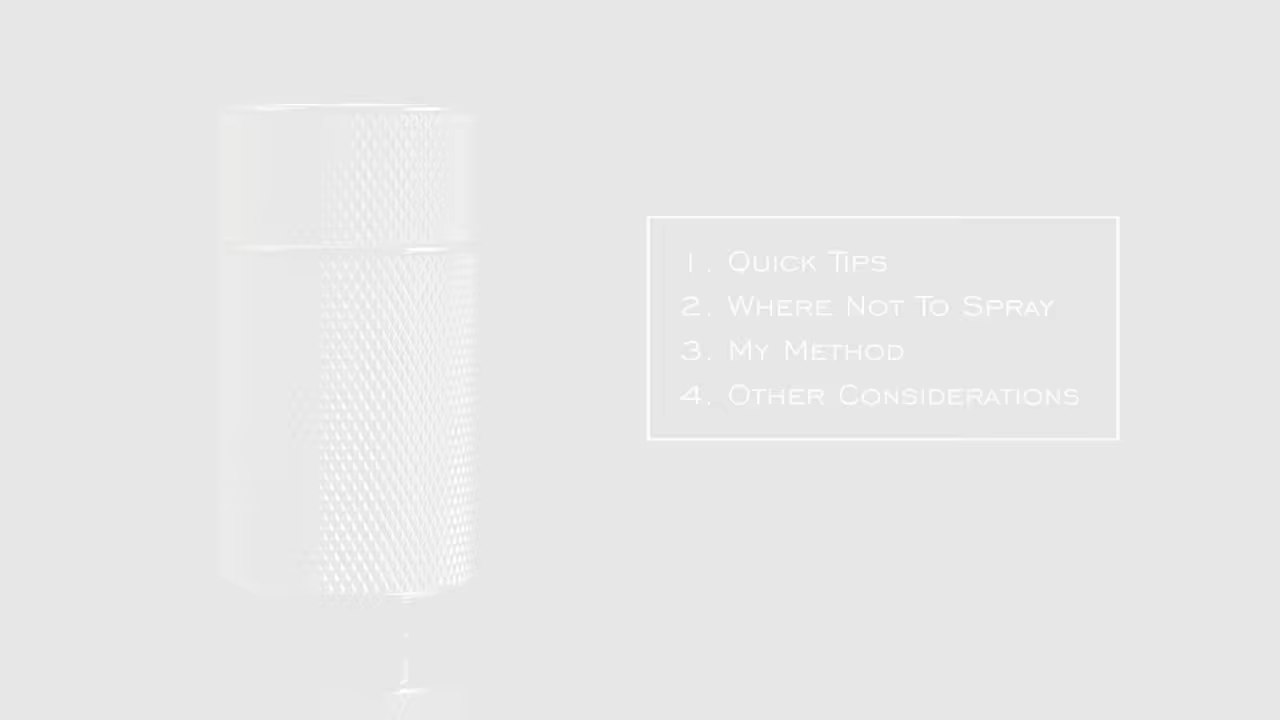 1. Quick Tips
2. Where Not To Spray
3. My Method
4. Other Considerations